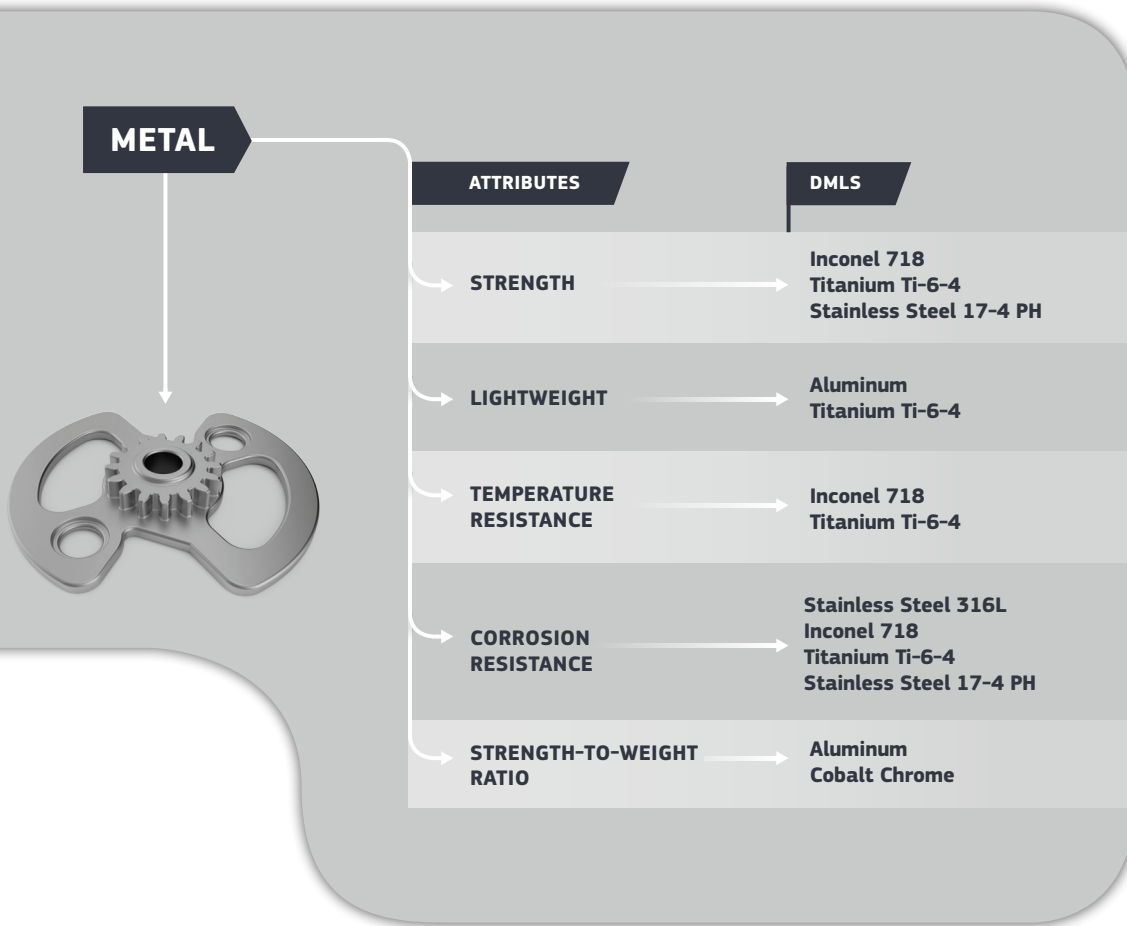 METAL
ATTRIBUTES
DMLS
STRENGTH
Inconel 718
Titanium Ti-6-4
Stainless Steel 17-4 PH
LIGHTWEIGHT
Aluminum
Titanium Ti-6-4
TEMPERATURE
RESISTANCE
Inconel 718
Titanium Ti-6-4
CORROSION
RESISTANCE
Stainless Steel 316L
Inconel 718
Titanium Ti-6-4
Stainless Steel 17-4 PH
STRENGTH-TO-WEIGHT
RATIO
Aluminum
Cobalt Chrome